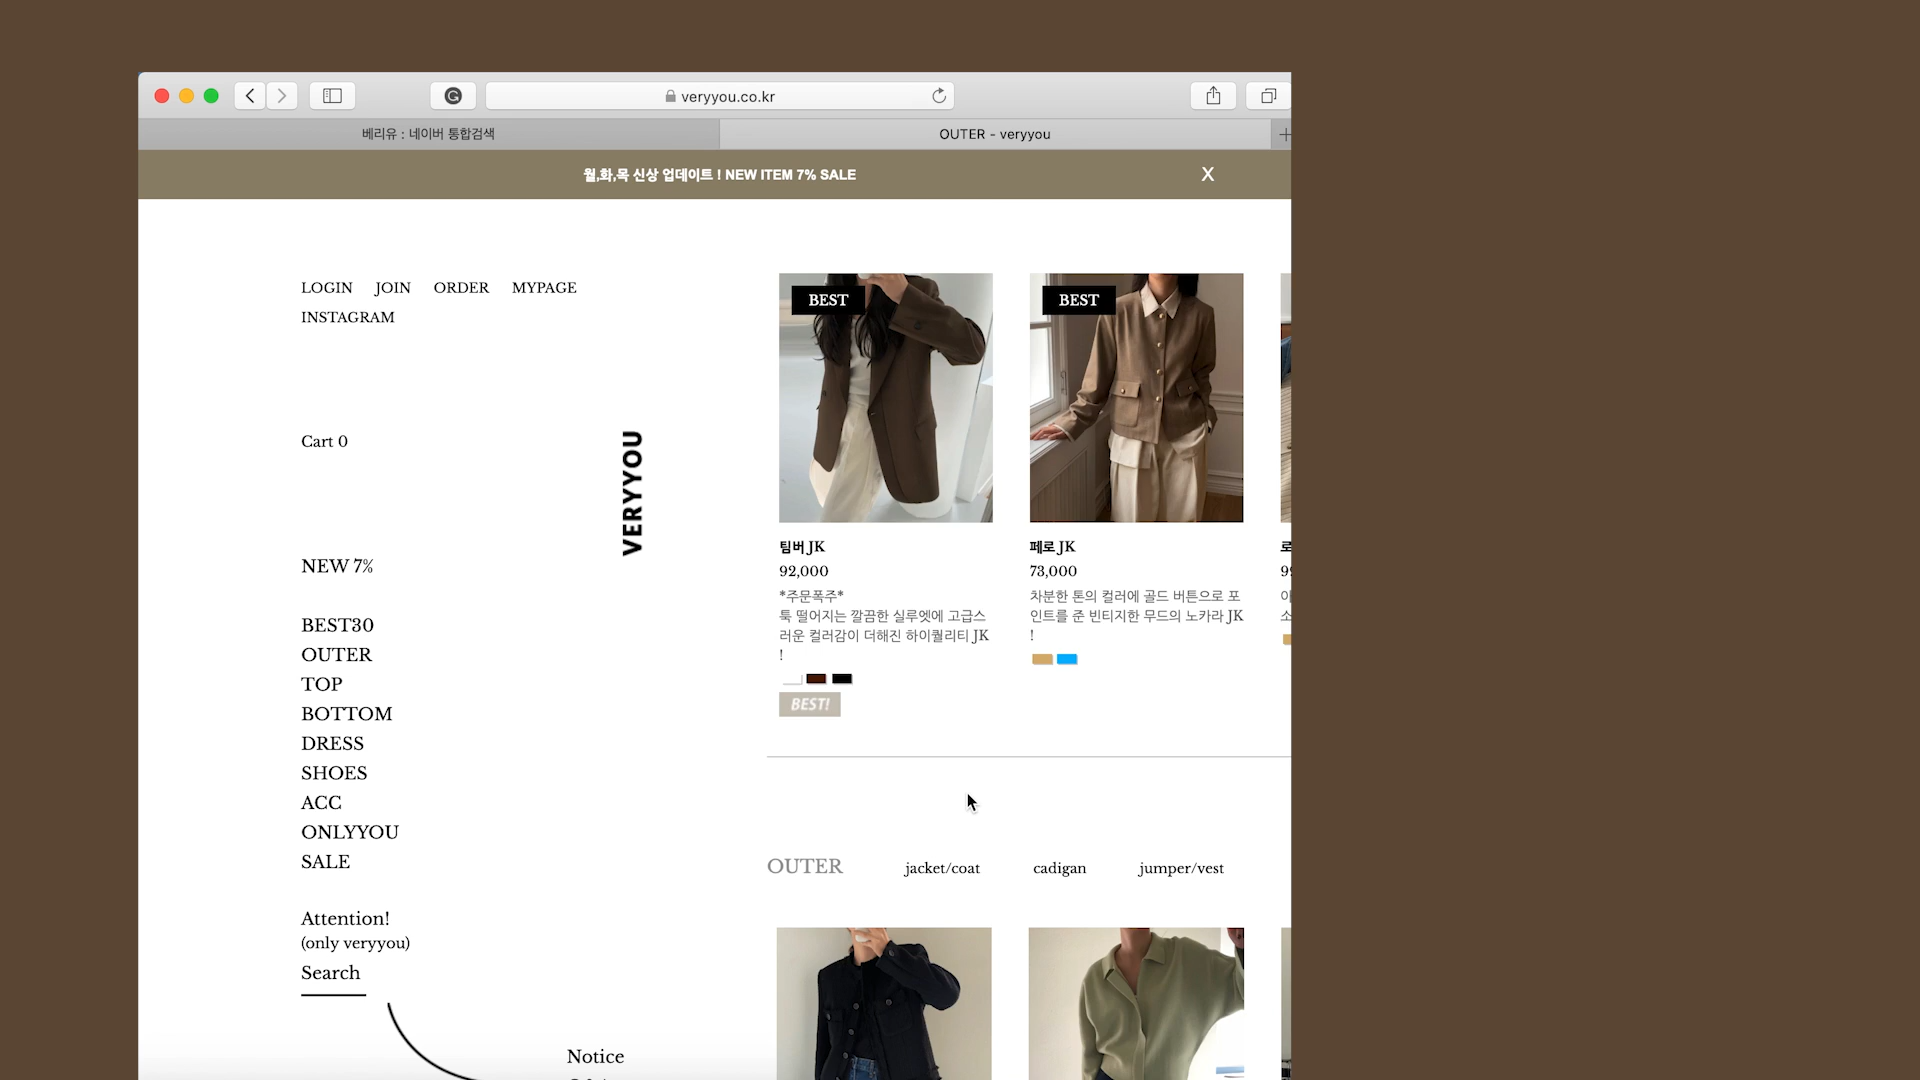 veryyou.co.kr
베리유 : 네이버 통합검색
OUTER - veryyou
월,화,목 신상 업데이트 ! NEW ITEM 7% SALE
X
LOGIN JOIN ORDER MYPAGE
INSTAGRAM
Cart 0
VERYYOU
NEW 7%
BEST30
OUTER
TOP
BOTTOM
DRESS
SHOES
ACC
ONLYYOU
SALE
Attention!
(only veryyou)
Search
Notice
BEST
팀버 JK
92,000
*주문폭주*
툭 떨어지는 깔끔한 실루엣에 고급스
러운 컬러감이 더해진 하이퀄리티 JK
!
BEST!
BEST
페로 JK
73,000
차분한 톤의 컬러에 골드 버튼으로 포
인트를 준 빈티지한 무드의 노카라 JK
!
OUTER jacket/coat cadigan jumper/vest